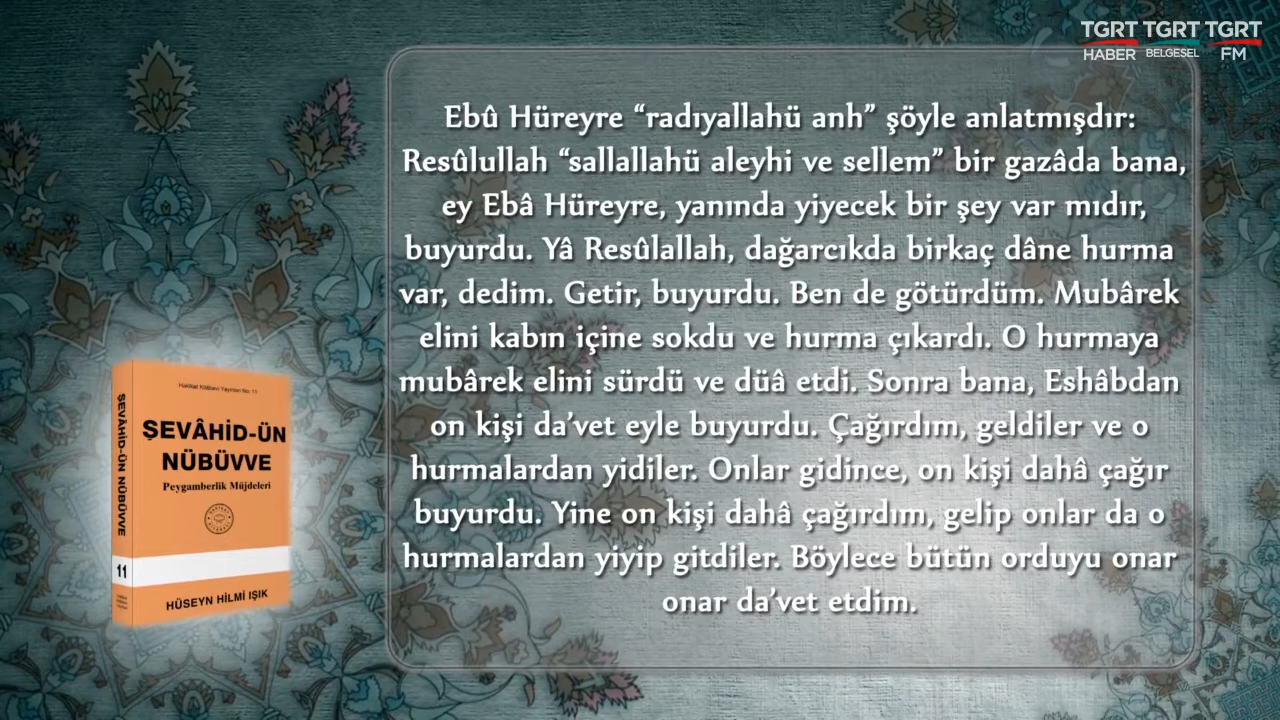 TGRT TGRT TGRT
HABER BELGESEL FM
Ebû Hüreyre “radıyallahü anh” şöyle anlatmışdır:
Resûlullah “sallallahü aleyhi ve sellem” bir gazâda bana,
ey Ebâ Hüreyre, yanında yiyecek bir şey var mıdır,
buyurdu. Yâ Resûlallah, dağarcıkda birkaç dâne hurma
var, dedim. Getir, buyurdu. Ben de götürdüm. Mubârek
elini kabın içine sokdu ve hurma çıkardı. O hurmaya
mubârek elini sürdü ve düâ etdi. Sonra bana, Eshâbdan
on kişi da’vet eyle buyurdu. Çağırdım, geldiler ve o
hurmalardan yidiler. Onlar gidince, on kişi dahâ çağır
buyurdu. Yine on kişi dahâ çağırdım, gelip onlar da o
hurmalardan yiyip gitdiler. Böylece bütün orduyu onar
onar da’vet etdim.
Hakîkat Kitâbevi Yayınları No: 11
ŞEVÂHİD-ÜN
NÜBÜVVE
Peygamberlik Müjdeleri
HÜSEYN HİLMİ IŞIK
ŞEVÂHİD-ÜN NÜBÜVVE
11